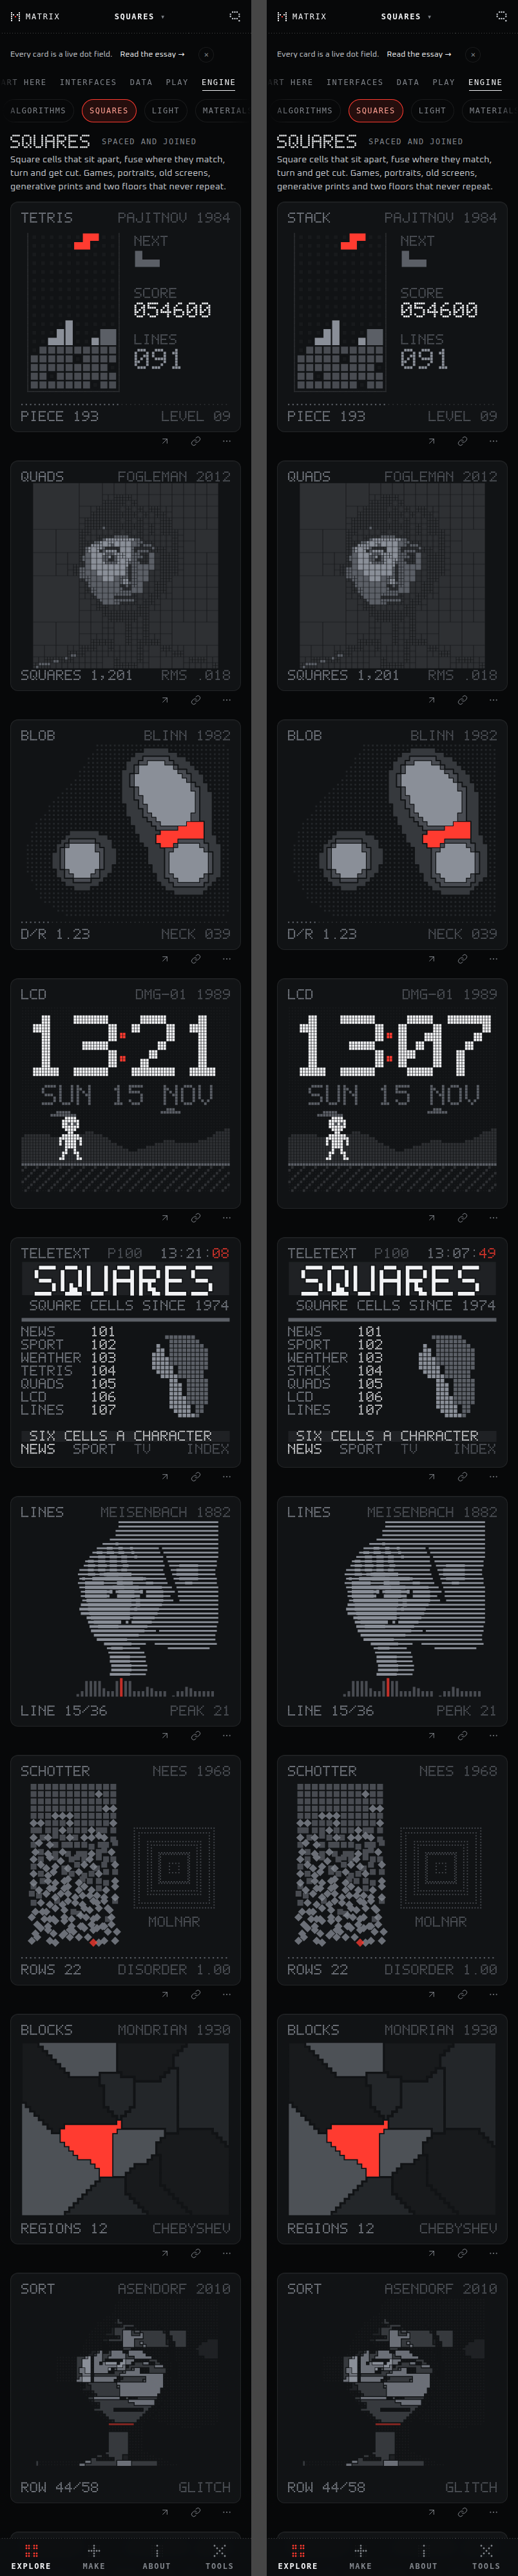 MATRIX
SQUARES ▾
Every card is a live dot field. Read the essay →
×
ART HERE INTERFACES DATA PLAY ENGINE
ALGORITHMS SQUARES LIGHT MATERIALS
SQUARES SPACED AND JOINED
Square cells that sit apart, fuse where they match,
turn and get cut. Games, portraits, old screens,
generative prints and two floors that never repeat.
TETRIS PAJITNOV 1984
NEXT
SCORE
054600
LINES
091
PIECE 193 LEVEL 09
QUADS FOGLEMAN 2012
SQUARES 1,201 RMS .018
BLOB BLINN 1982
D/R 1.23 NECK 039
LCD DMG-01 1989
13:21
SUN 15 NOV
TELETEXT P100 13:21:08
SQUARES
SQUARE CELLS SINCE 1974
NEWS 101
SPORT 102
WEATHER 103
TETRIS 104
QUADS 105
LCD 106
LINES 107
SIX CELLS A CHARACTER
NEWS SPORT TV INDEX
LINES MEISENBACH 1882
LINE 15/36 PEAK 21
SCHOTTER NEES 1968
MOLNAR
ROWS 22 DISORDER 1.00
BLOCKS MONDRIAN 1930
REGIONS 12 CHEBYSHEV
SORT ASENDORF 2010
ROW 44/58 GLITCH
EXPLORE MAKE ABOUT TOOLS
MATRIX
SQUARES ▾
Every card is a live dot field. Read the essay →
×
ART HERE INTERFACES DATA PLAY ENGINE
ALGORITHMS SQUARES LIGHT MATERIALS
SQUARES SPACED AND JOINED
Square cells that sit apart, fuse where they match,
turn and get cut. Games, portraits, old screens,
generative prints and two floors that never repeat.
STACK PAJITNOV 1984
NEXT
SCORE
054600
LINES
091
PIECE 193 LEVEL 09
QUADS FOGLEMAN 2012
SQUARES 1,201 RMS .018
BLOB BLINN 1982
D/R 1.23 NECK 039
LCD DMG-01 1989
13:07
SUN 15 NOV
TELETEXT P100 13:07:49
SQUARES
SQUARE CELLS SINCE 1974
NEWS 101
SPORT 102
WEATHER 103
STACK 104
QUADS 105
LCD 106
LINES 107
SIX CELLS A CHARACTER
NEWS SPORT TV INDEX
LINES MEISENBACH 1882
LINE 15/36 PEAK 21
SCHOTTER NEES 1968
MOLNAR
ROWS 22 DISORDER 1.00
BLOCKS MONDRIAN 1930
REGIONS 12 CHEBYSHEV
SORT ASENDORF 2010
ROW 44/58 GLITCH
EXPLORE MAKE ABOUT TOOLS